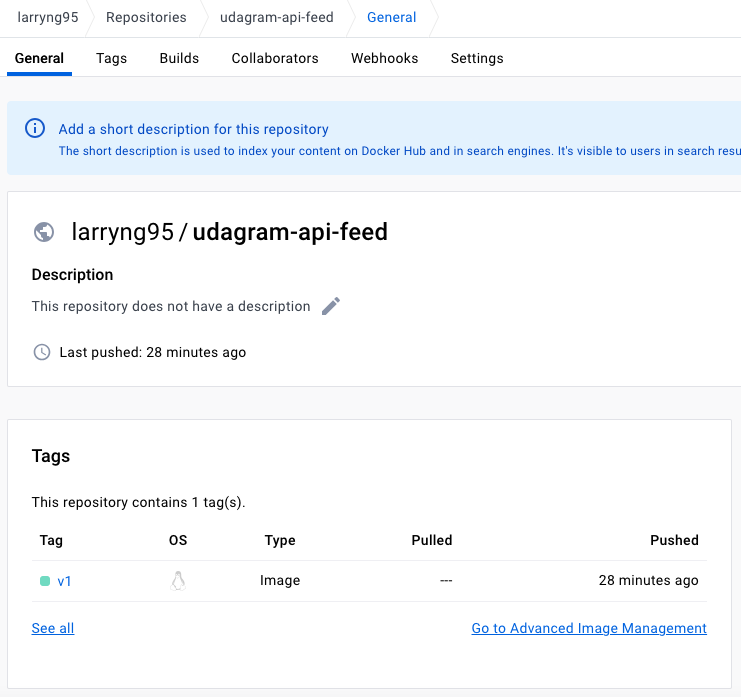 larryng95 Repositories udagram-api-feed General
General Tags Builds Collaborators Webhooks Settings
Add a short description for this repository
The short description is used to index your content on Docker Hub and in search engines. It's visible to users in search resu
larryng95 / udagram-api-feed
Description
This repository does not have a description
Last pushed: 28 minutes ago
Tags
This repository contains 1 tag(s).
Tag OS Type Pulled Pushed
v1 Image --- 28 minutes ago
See all Go to Advanced Image Management